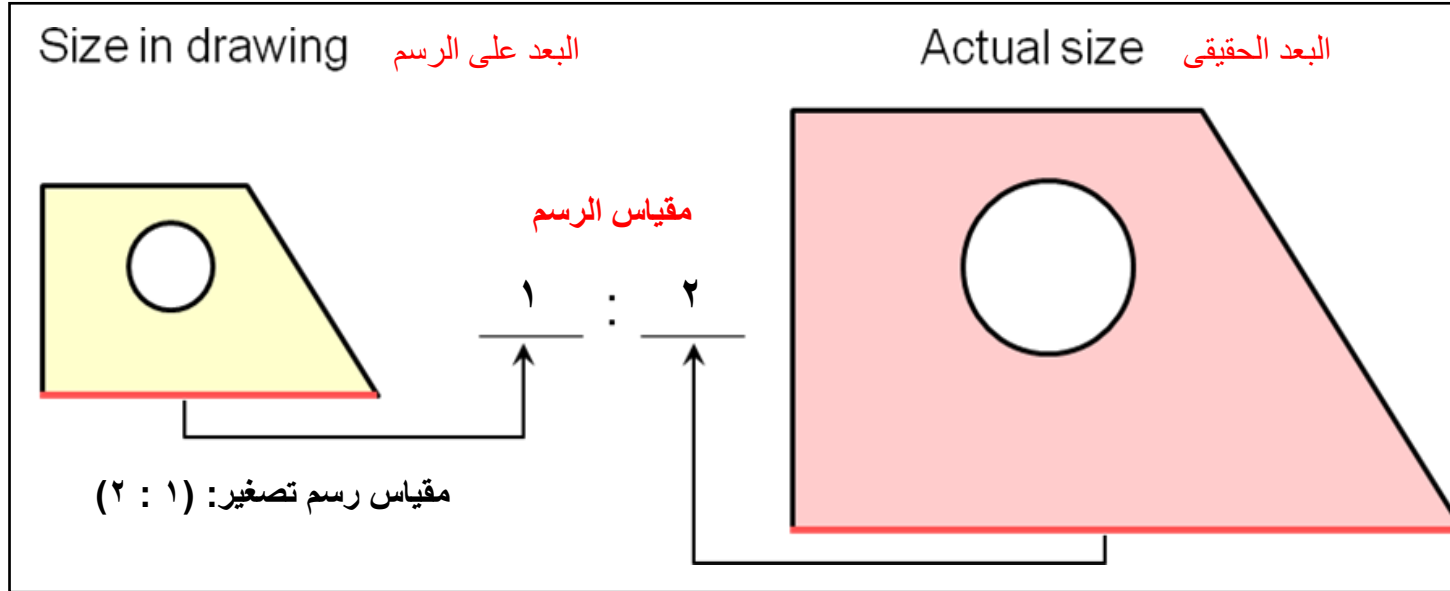 Size in drawing البعد على الرسم
Actual size البعد الحقيقى
مقياس الرسم
١ : ٢
مقياس رسم تصغير: (١ : ٢)